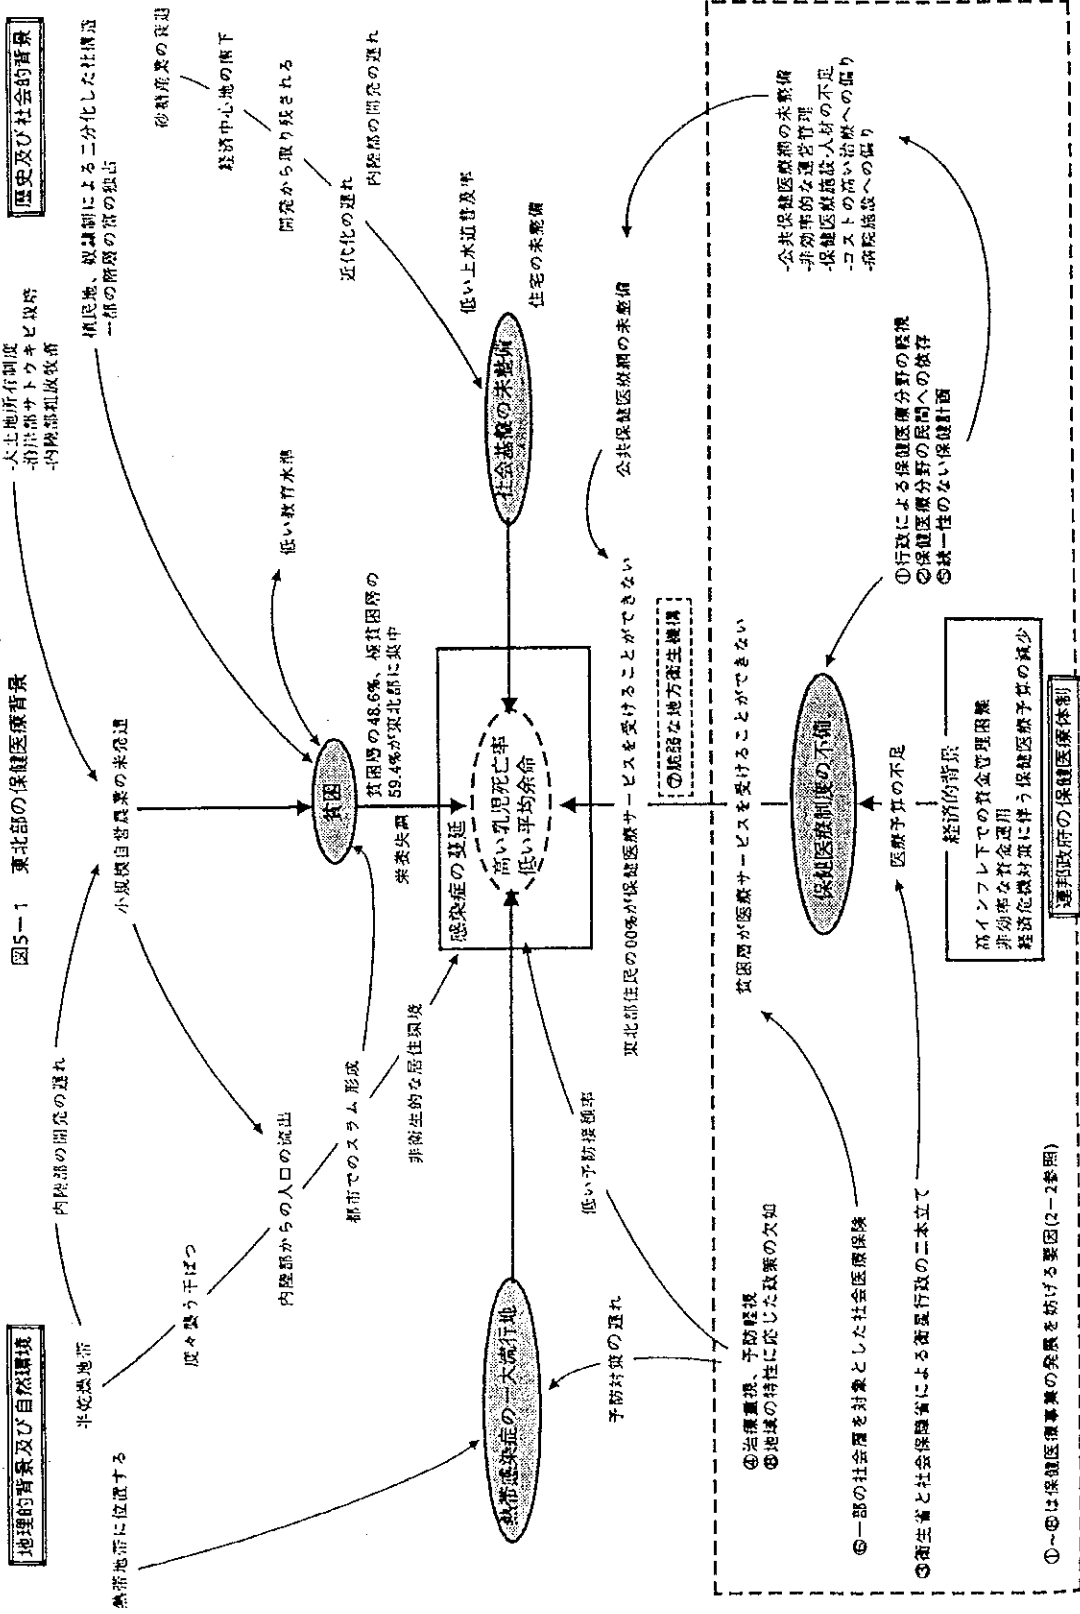 図5-1 東北部の保健医療背景
地理的背景及び自然環境
歴史及び社会的背景
熱帯地帯に位置する
半乾燥地帯
内陸部の開発の遅れ
度々襲う干ばつ
小規模自営農業の未発達
-大土地所有制度
-沿岸部サトウキビ栽培
-内陸部粗放牧畜
植民地、奴隷制による二分化した社構造
一部の階層の富の独占
砂糖産業の後退
経済中心地の南下
開発から取り残される
近代化の遅れ
内陸部の開発の遅れ
内陸部からの人口の流出
都市でのスラム形成
非衛生的な居住環境
貧困
低い教育水準
栄養失調
貧困層の48.6%、極貧困層の
59.4%が東北部に集中
感染症の蔓延
高い乳児死亡率
低い平均余命
熱帯感染症の一大流行地
社会基盤の未整備
低い上水道普及率
住宅の未整備
予防対策の遅れ
低い予防接種率
東北部住民の00%が保健医療サービスを受けることができない
公共保健医療網の未整備
⑦脆弱な地方衛生機構
④治療重視、予防軽視
⑧地域の特性に応じた政策の欠如
貧困層が医療サービスを受けることができない
-公共保健医療網の未整備
-非効率的な運営管理
-保健医療施設・人材の不足
-コストの高い治療への偏り
-病院施設への偏り
⑥一部の社会層を対象とした社会医療保険
保健医療制度の不備
①行政による保健医療分野の軽視
②保健医療分野の民間への依存
⑤統一性のない保健計画
③衛生省と社会保障省による衛星行政の二本立て
医療予算の不足
経済的背景
高インフレ下での資金管理困難
非効率な資金運用
経済危機対策に伴う保健医療予算の減少
①~⑧は保健医療事業の発展を妨げる要因(2-2参照)
連邦政府の保健医療体制